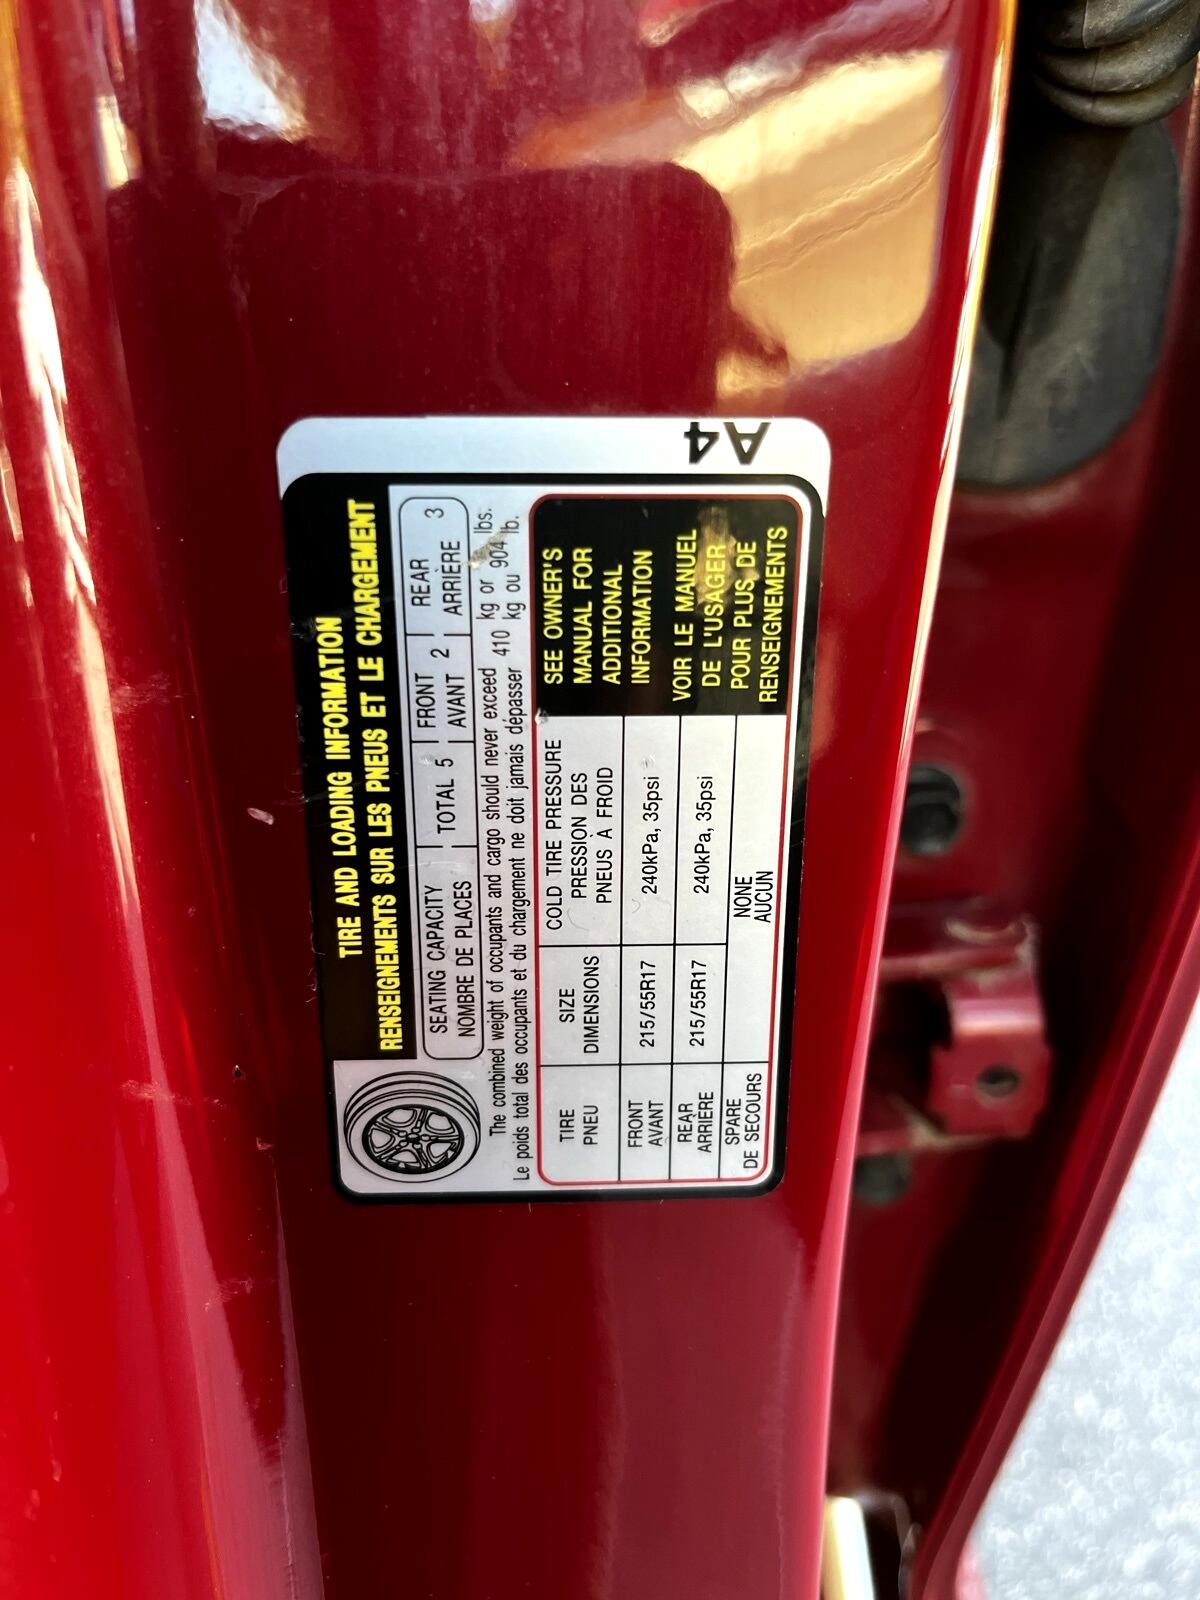 A4
TIRE AND LOADING INFORMATION
RENSEIGNEMENTS SUR LES PNEUS ET LE CHARGEMENT
SEATING CAPACITY TOTAL 5 FRONT 2 REAR 3
NOMBRE DE PLACES AVANT ARRIÈRE
The combined weight of occupants and cargo should never exceed 410 kg or 904 lbs.
Le poids total des occupants et du chargement ne doit jamais dépasser 410 kg ou 904 lb.
TIRE SIZE COLD TIRE PRESSURE
PNEU DIMENSIONS PRESSION DES
PNEUS À FROID
FRONT 215/55R17 240kPa, 35psi
AVANT
REAR 215/55R17 240kPa, 35psi
ARRIÈRE
SPARE NONE
DE SECOURS AUCUN
SEE OWNER'S
MANUAL FOR
ADDITIONAL
INFORMATION
VOIR LE MANUEL
DE L'USAGER
POUR PLUS DE
RENSEIGNEMENTS